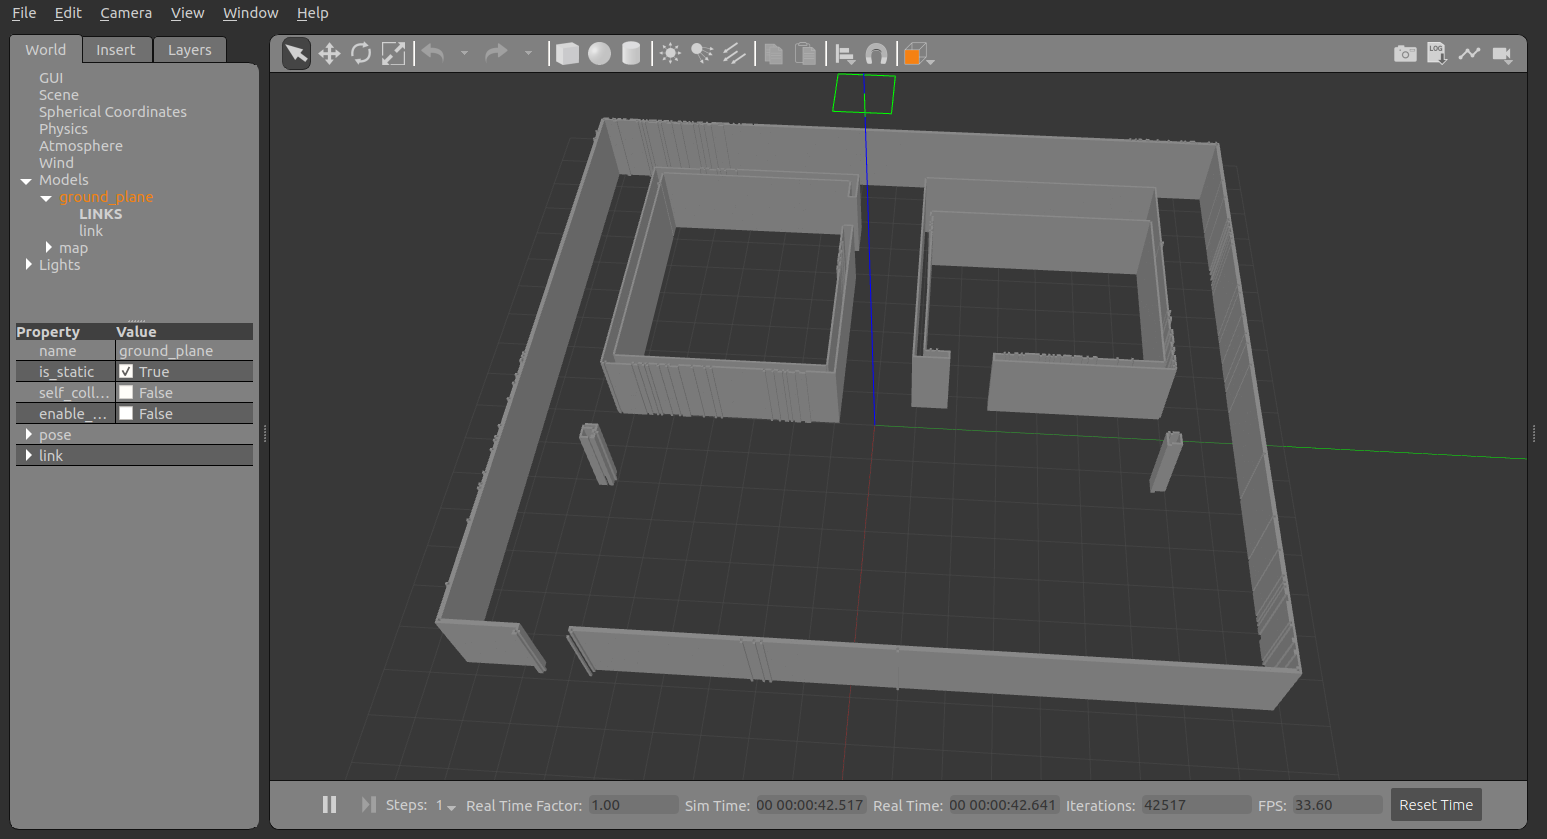 File Edit Camera View Window Help
World Insert Layers
GUI
Scene
Spherical Coordinates
Physics
Atmosphere
Wind
Models
ground_plane
LINKS
link
map
Lights
Property Value
name ground_plane
is_static True
self_coll... False
enable_... False
pose
link
LOG
Steps: 1 Real Time Factor: 1.00 Sim Time: 00 00:00:42.517 Real Time: 00 00:00:42.641 Iterations: 42517 FPS: 33.60 Reset Time